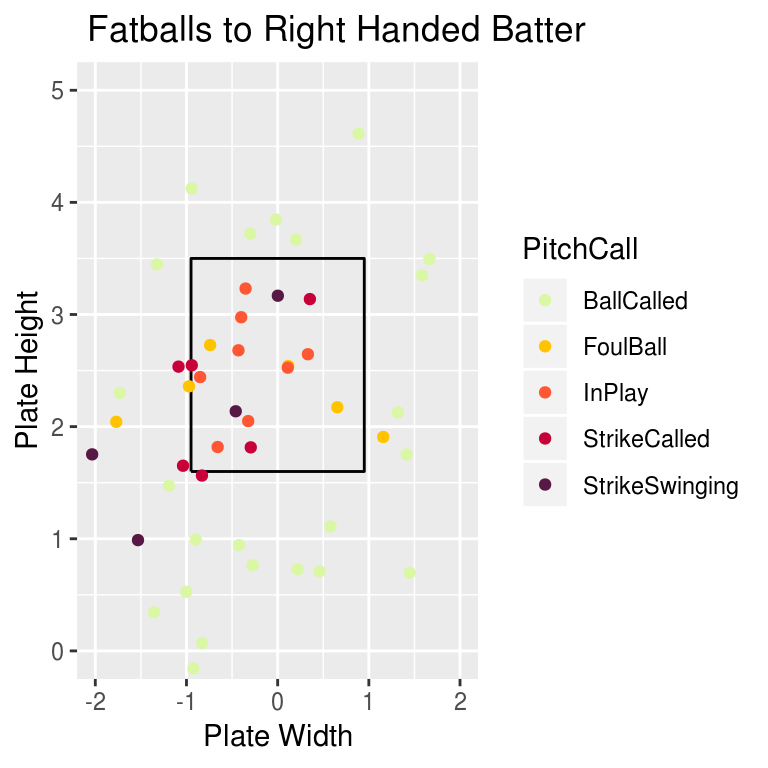 Fatballs to Right Handed Batter
Plate Height
5
4
3
2
1
0
-2 -1 0 1 2
Plate Width
PitchCall
BallCalled
FoulBall
InPlay
StrikeCalled
StrikeSwinging